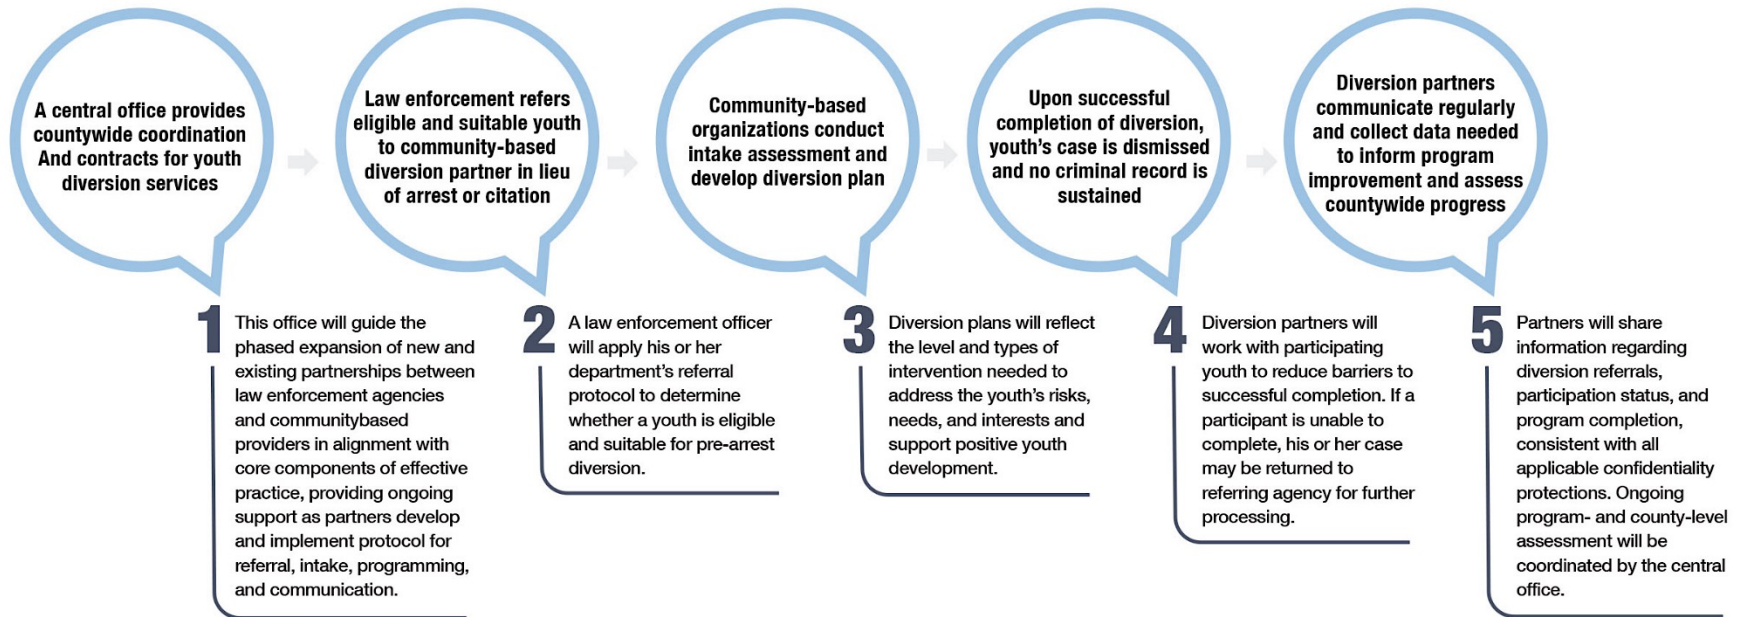 A central office provides
countywide coordination
And contracts for youth
diversion services
Law enforcement refers
eligible and suitable youth
to community-based
diversion partner in lieu
of arrest or citation
Community-based
organizations conduct
intake assessment and
develop diversion plan
Upon successful
completion of diversion,
youth's case is dismissed
and no criminal record is
sustained
Diversion partners
communicate regularly
and collect data needed
to inform program
improvement and assess
countywide progress
1
This office will guide the
phased expansion of new and
existing partnerships between
law enforcement agencies
and communitybased
providers in alignment with
core components of effective
practice, providing ongoing
support as partners develop
and implement protocol for
referral, intake, programming,
and communication.
2
A law enforcement officer
will apply his or her
department's referral
protocol to determine
whether a youth is eligible
and suitable for pre-arrest
diversion.
3
Diversion plans will reflect
the level and types of
intervention needed to
address the youth's risks,
needs, and interests and
support positive youth
development.
4
Diversion partners will
work with participating
youth to reduce barriers to
successful completion. If a
participant is unable to
complete, his or her case
may be returned to
referring agency for further
processing.
5
Partners will share
information regarding
diversion referrals,
participation status, and
program completion,
consistent with all
applicable confidentiality
protections. Ongoing
program- and county-level
assessment will be
coordinated by the central
office.